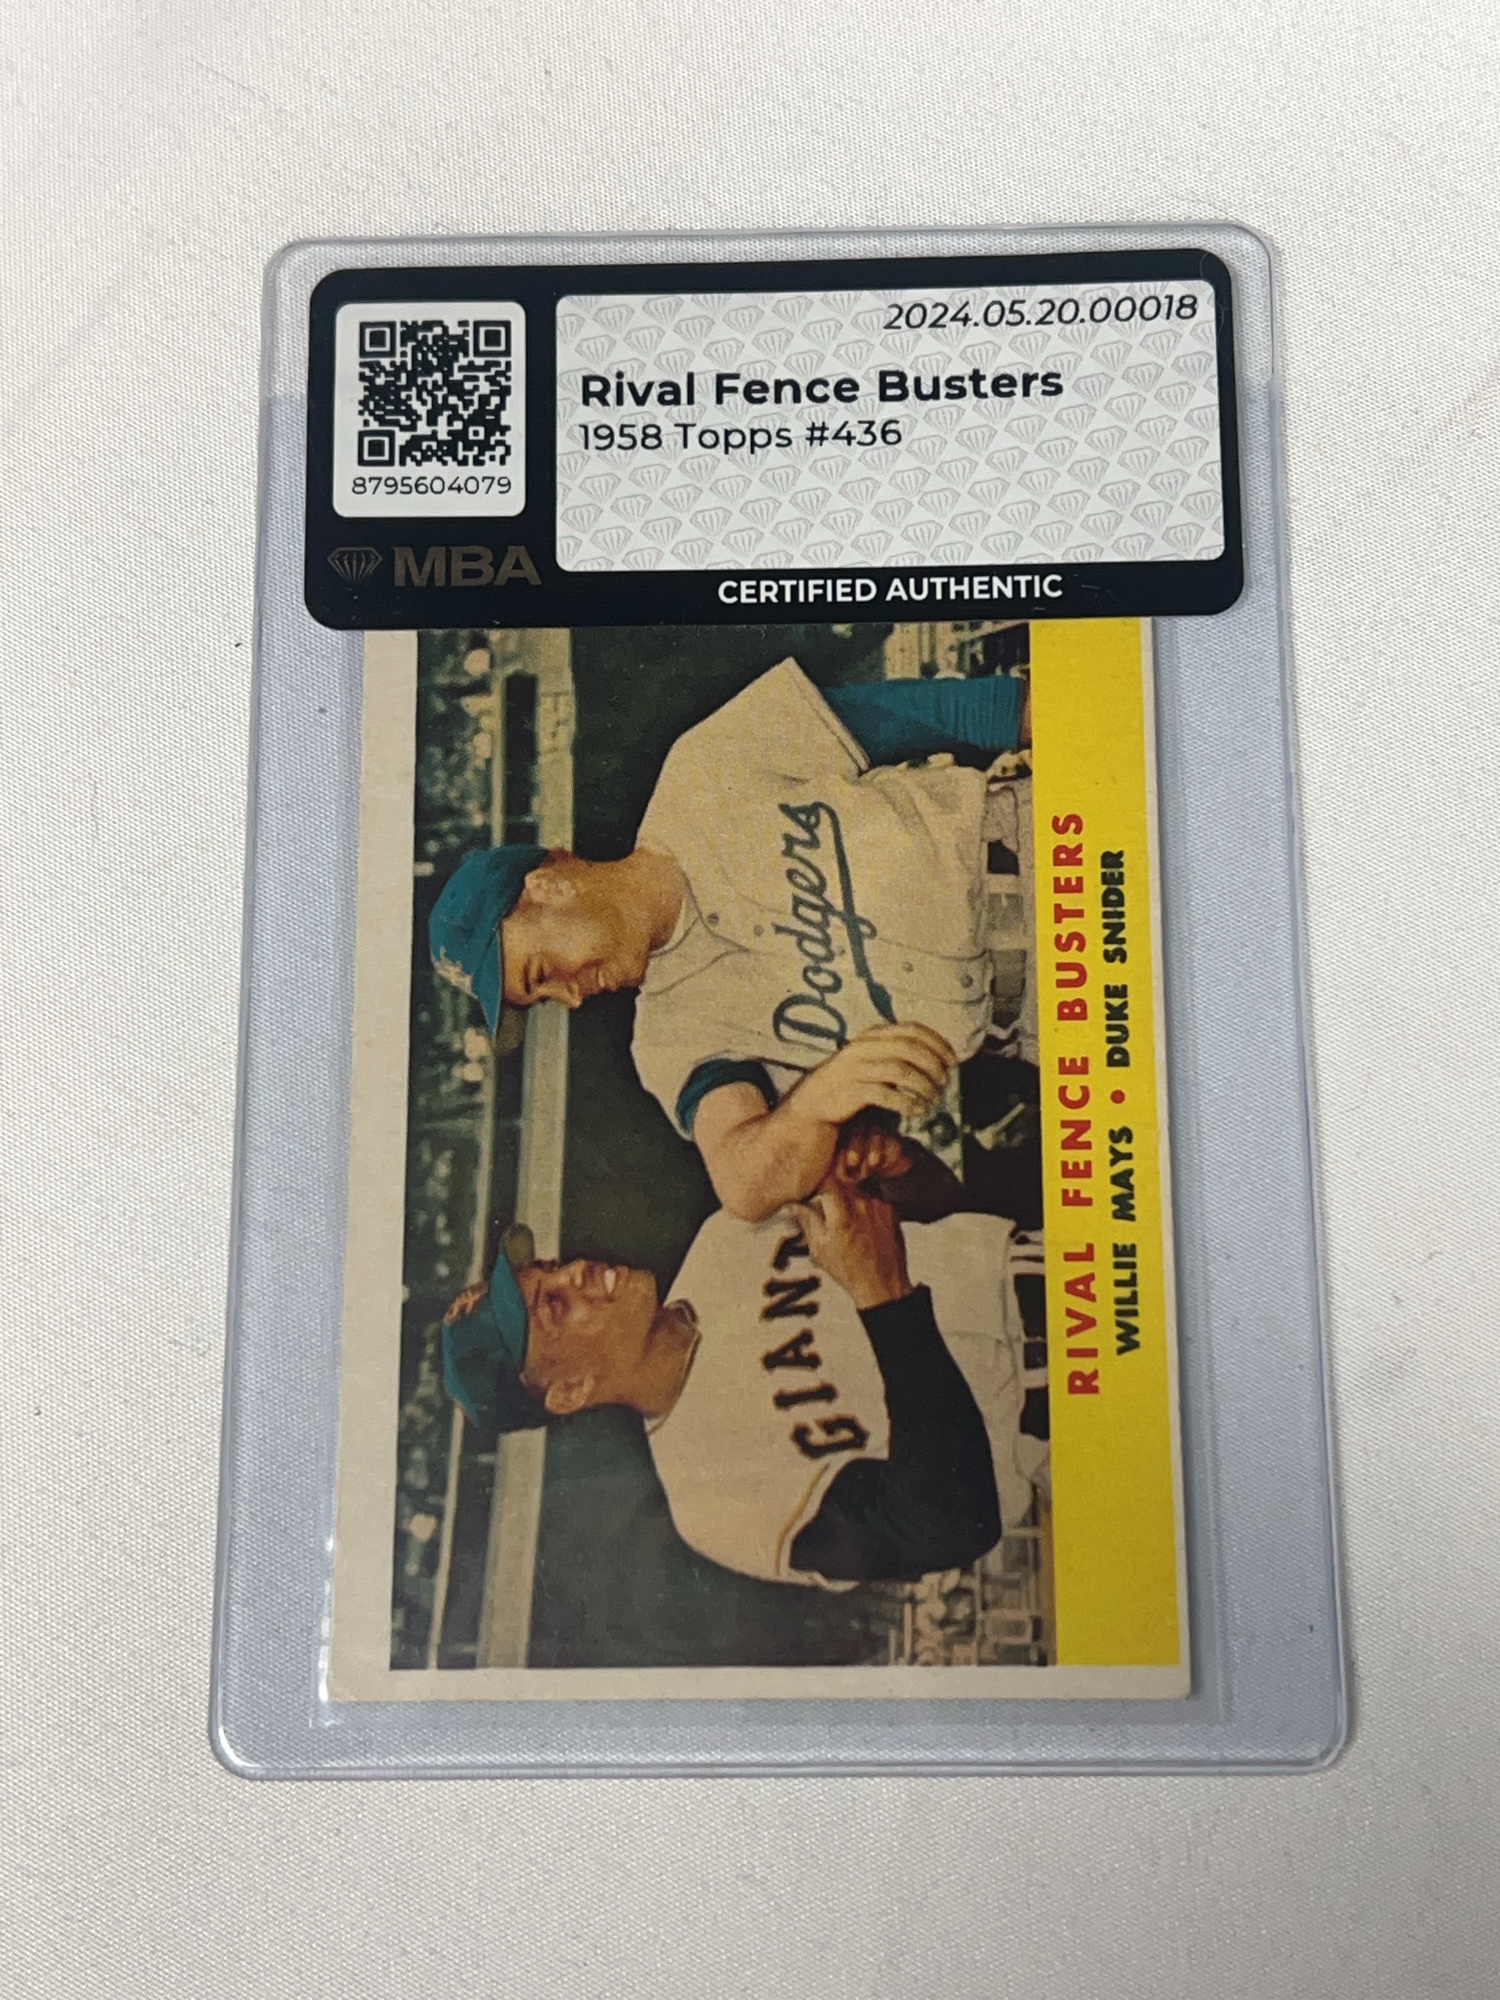 2024.05.20.00018
Rival Fence Busters
1958 Topps #436
8795604079
MBA
CERTIFIED AUTHENTIC
Dodgers
GIANT
RIVAL FENCE BUSTERS
WILLIE MAYS • DUKE SNIDER